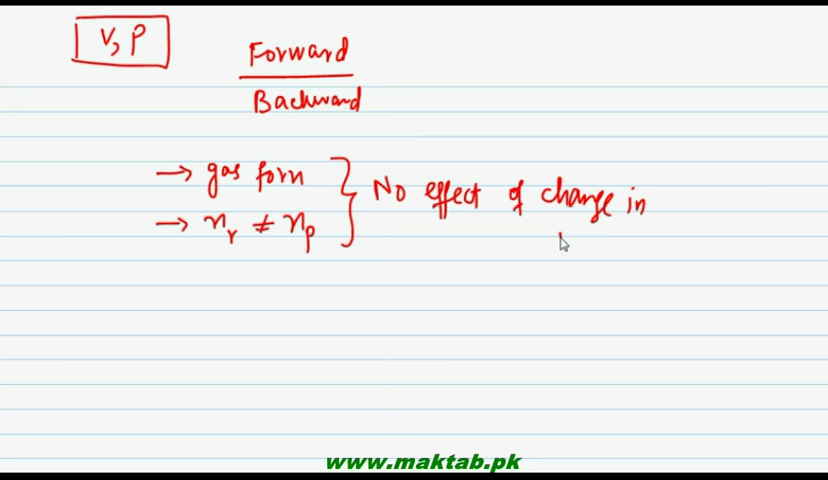 V, P
Forward
Backward
→ gas form
→ nr ≠ np } No effect of change in
www.maktab.pk